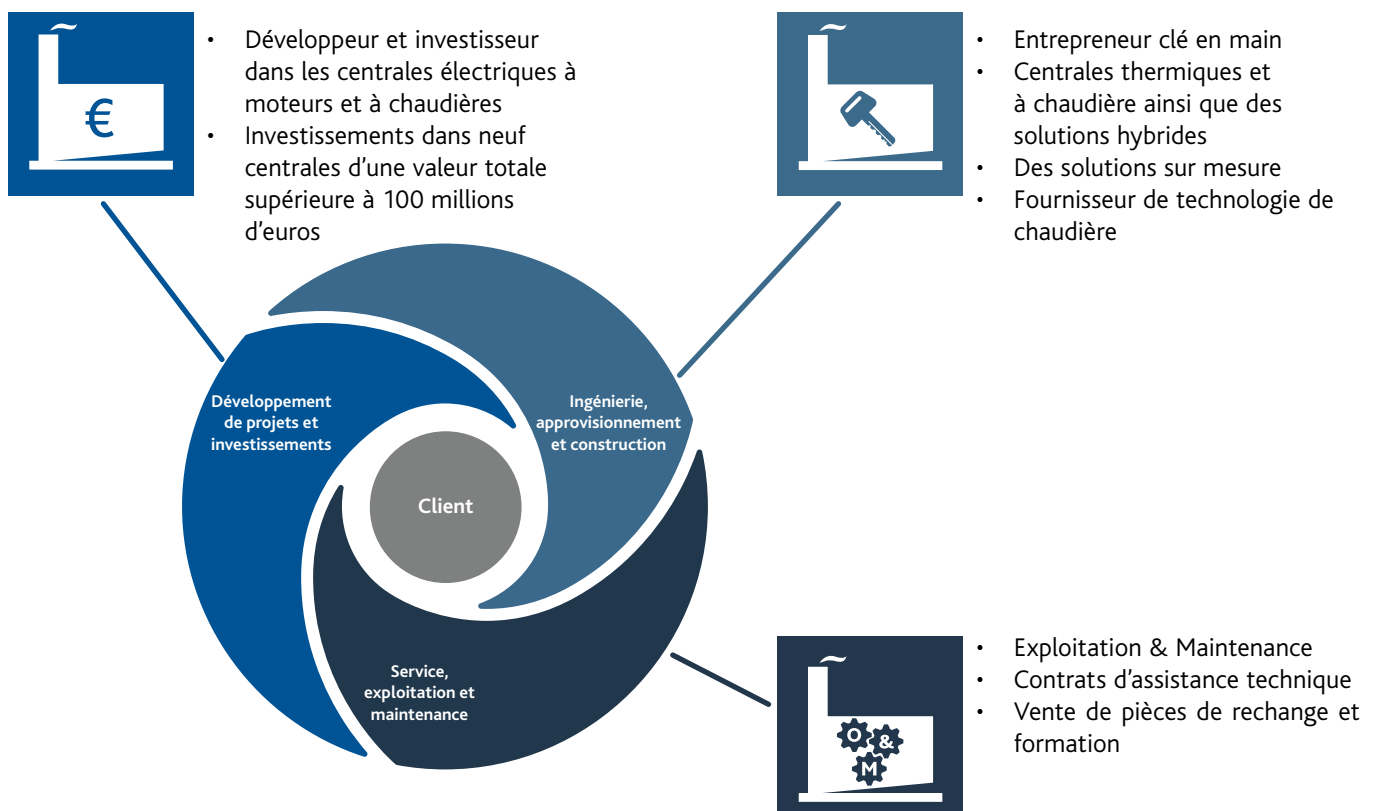 €
• Développeur et investisseur
dans les centrales électriques à
moteurs et à chaudières
• Investissements dans neuf
centrales d’une valeur totale
supérieure à 100 millions
d’euros
• Entrepreneur clé en main
• Centrales thermiques et
à chaudière ainsi que des
solutions hybrides
• Des solutions sur mesure
• Fournisseur de technologie de
chaudière
Développement
de projets et
investissements
Ingénierie,
approvisionnement
et construction
Client
Service,
exploitation et
maintenance
O &
M
• Exploitation & Maintenance
• Contrats d’assistance technique
• Vente de pièces de rechange et
formation